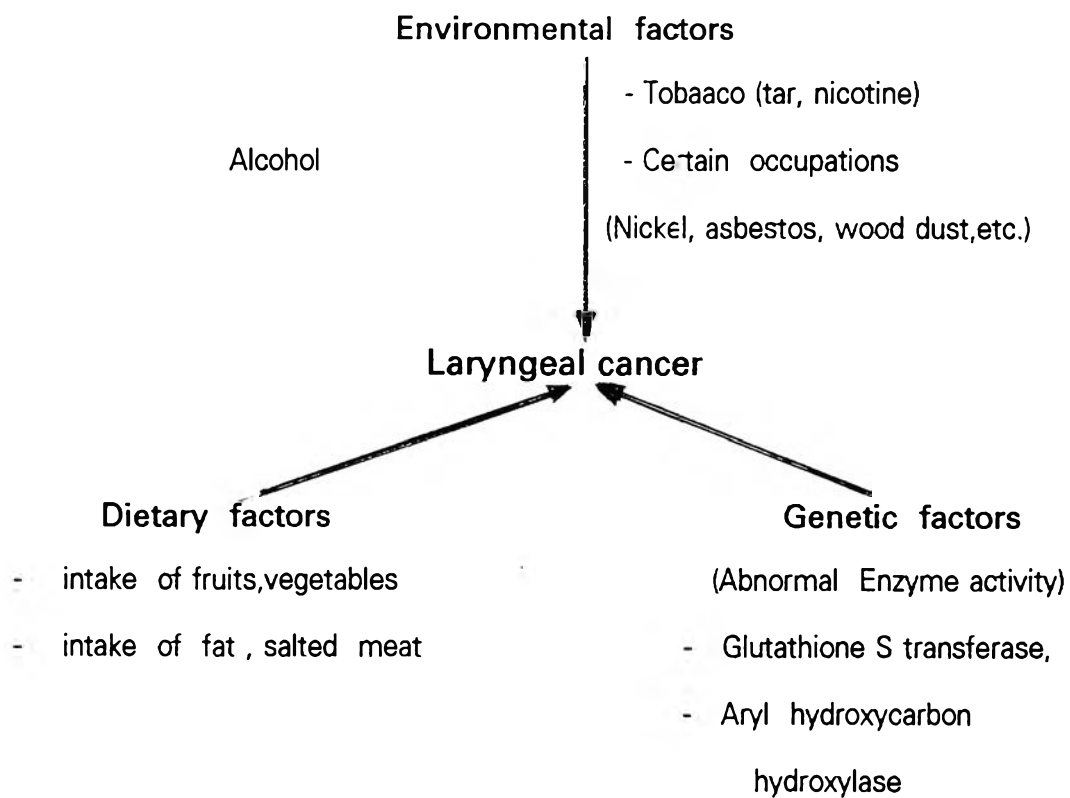 Environmental factors
- Tobaaco (tar, nicotine)
Alcohol
- Certain occupations
(Nickel, asbestos, wood dust,etc.)
Laryngeal cancer
Dietary factors
- intake of fruits,vegetables
- intake of fat , salted meat
Genetic factors
(Abnormal Enzyme activity)
- Glutathione S transferase,
- Aryl hydroxycarbon
hydroxylase